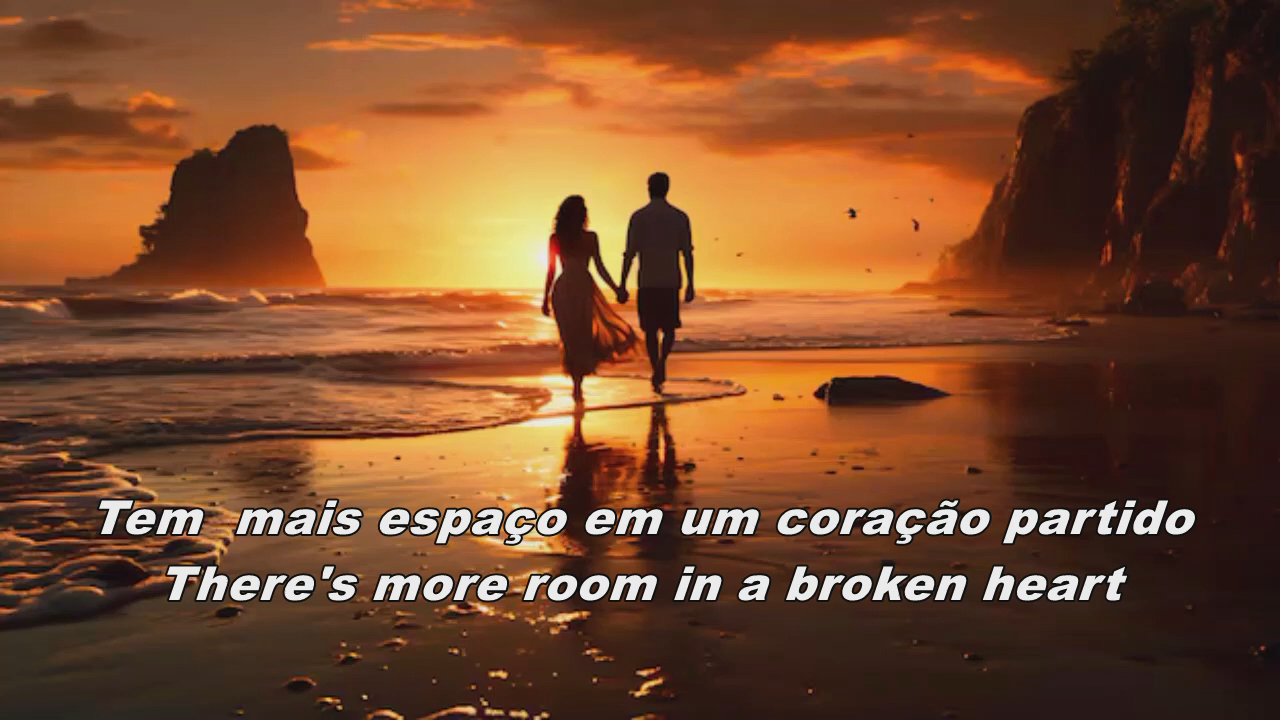 Tem  mais espaço em um coração partido
There's more room in a broken heart